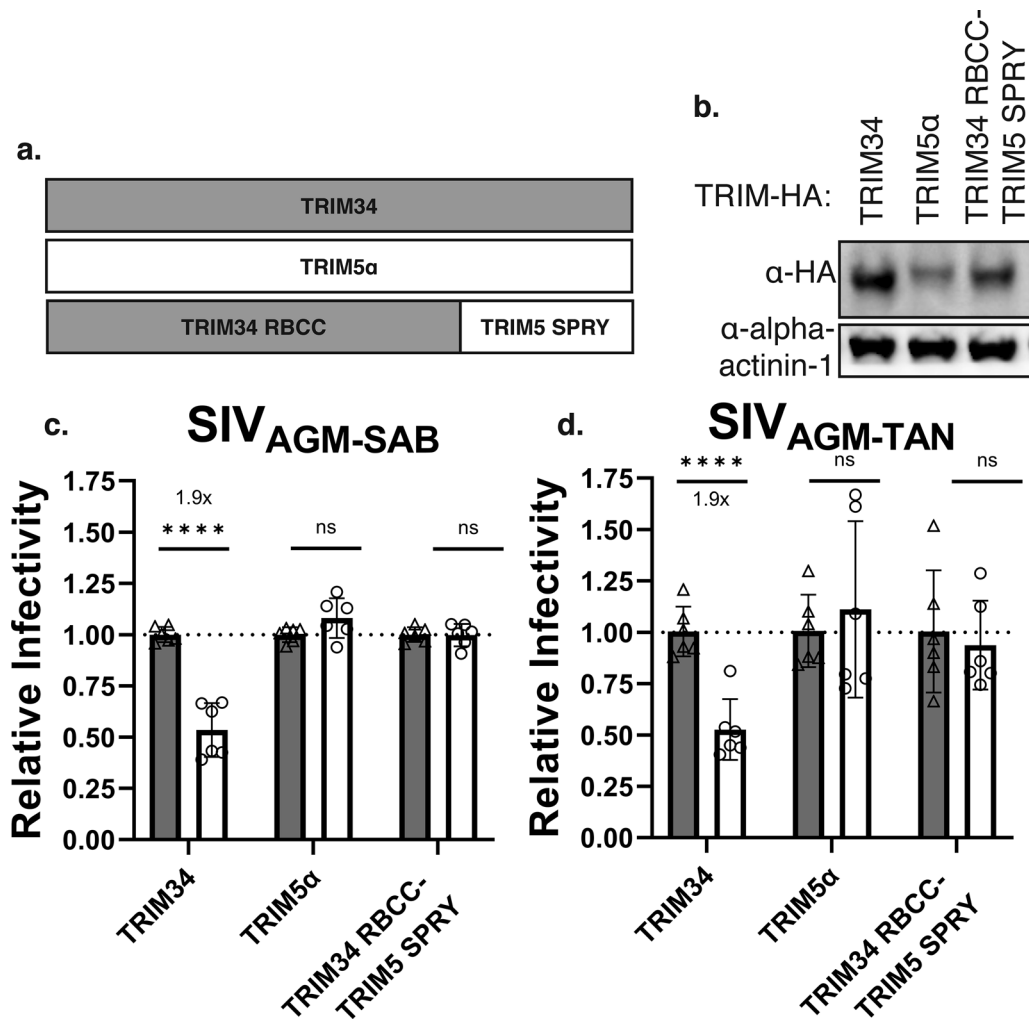 a.
TRIM34
TRIM5α
TRIM34 RBCC TRIM5 SPRY
b.
TRIM-HA:
TRIM34
TRIM5α
TRIM34 RBCC-
TRIM5 SPRY
α-HA
α-alpha-
actinin-1
c.
SIVAGM-SAB
Relative Infectivity
1.75
1.50
1.25
1.00
0.75
0.50
0.25
0.00
1.9x
****
ns
ns
TRIM34
TRIM5α
TRIM34 RBCC-
TRIM5 SPRY
d.
SIVAGM-TAN
Relative Infectivity
1.75
1.50
1.25
1.00
0.75
0.50
0.25
0.00
****
1.9x
ns
ns
TRIM34
TRIM5α
TRIM34 RBCC-
TRIM5 SPRY